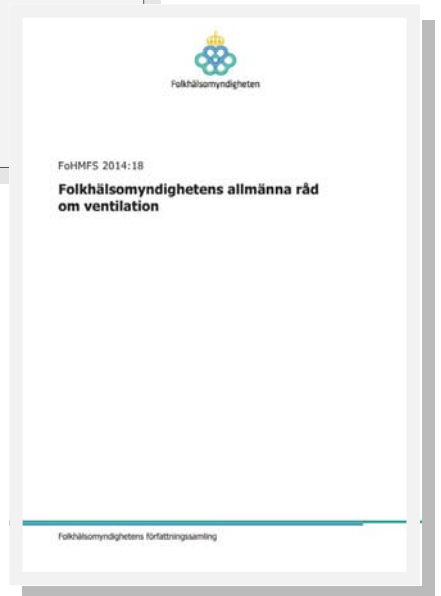 Folkhälsomyndigheten
FoHMFS 2014:18
Folkhälsomyndighetens allmänna råd
om ventilation
Folkhälsomyndighetens författningssamling